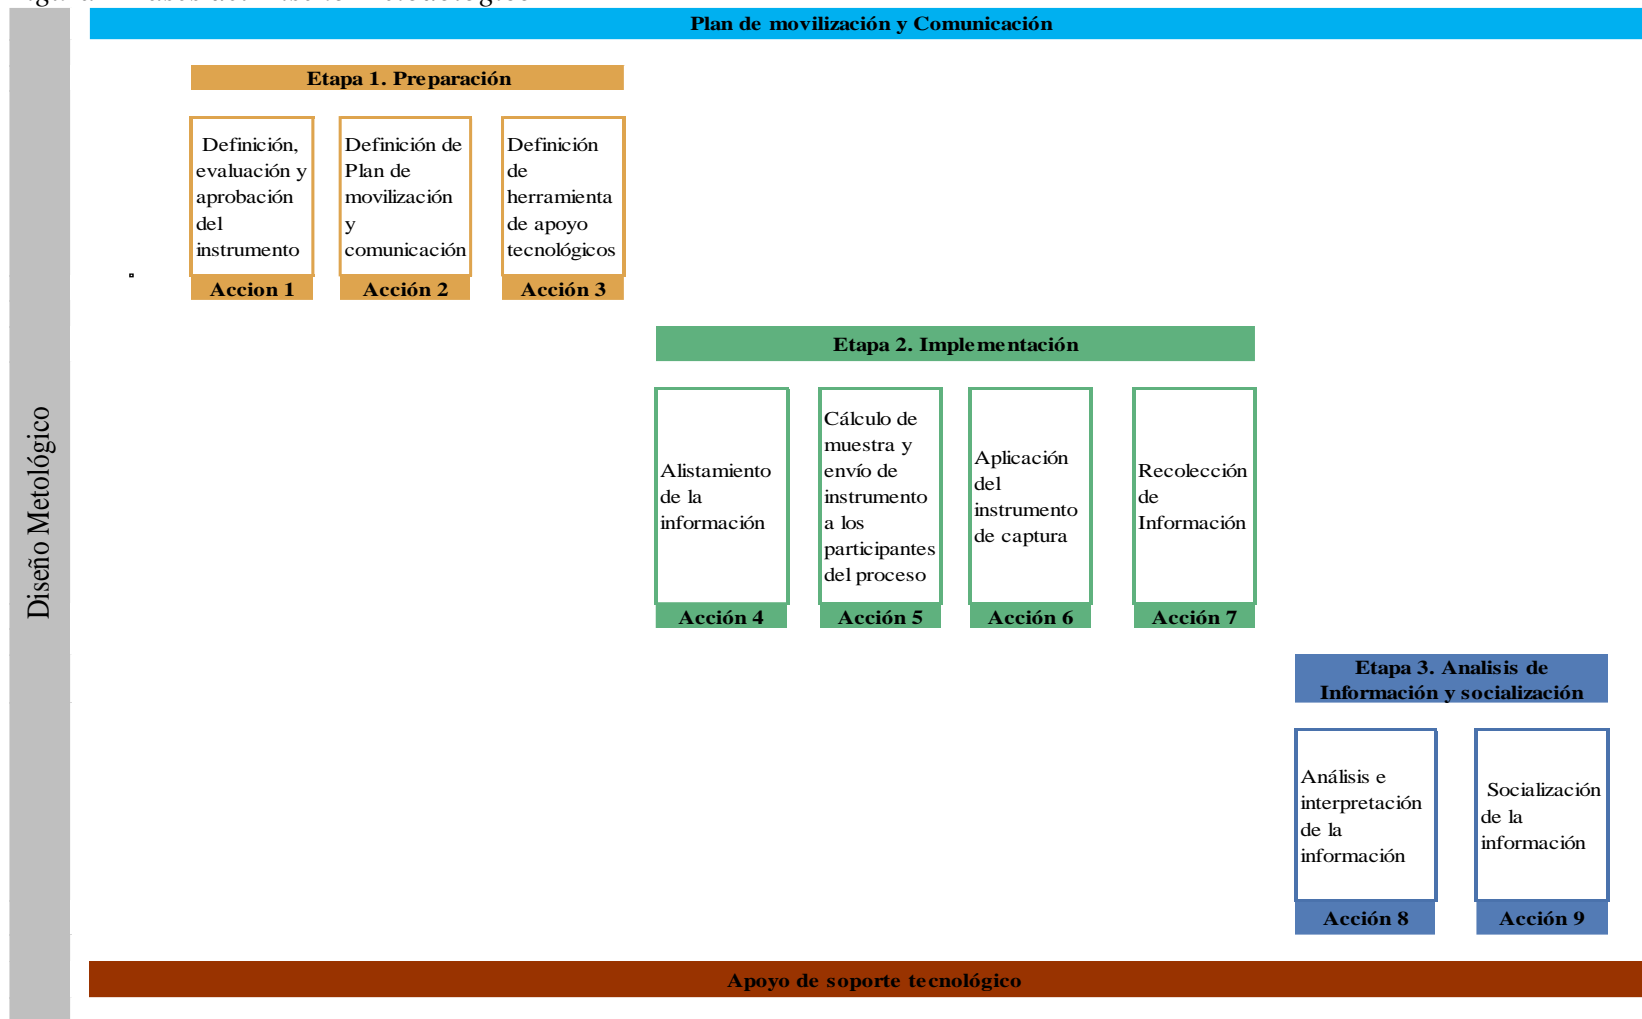 Plan de movilización y Comunicación
Etapa 1. Preparación
Definición,
evaluación y
aprobación
del
instrumento
Accion 1
Definición de
Plan de
movilización
y
comunicación
Acción 2
Definición
de
herramienta
de apoyo
tecnológicos
Acción 3
Diseño Metológico
Etapa 2. Implementación
Alistamiento
de la
información
Acción 4
Cálculo de
muestra y
envío de
instrumento
a los
participantes
del proceso
Acción 5
Aplicación
del
instrumento
de captura
Acción 6
Recolección
de
Información
Acción 7
Etapa 3. Analisis de
Información y socialización
Análisis e
interpretación
de la
información
Acción 8
Socialización
de la
información
Acción 9
Apoyo de soporte tecnológico